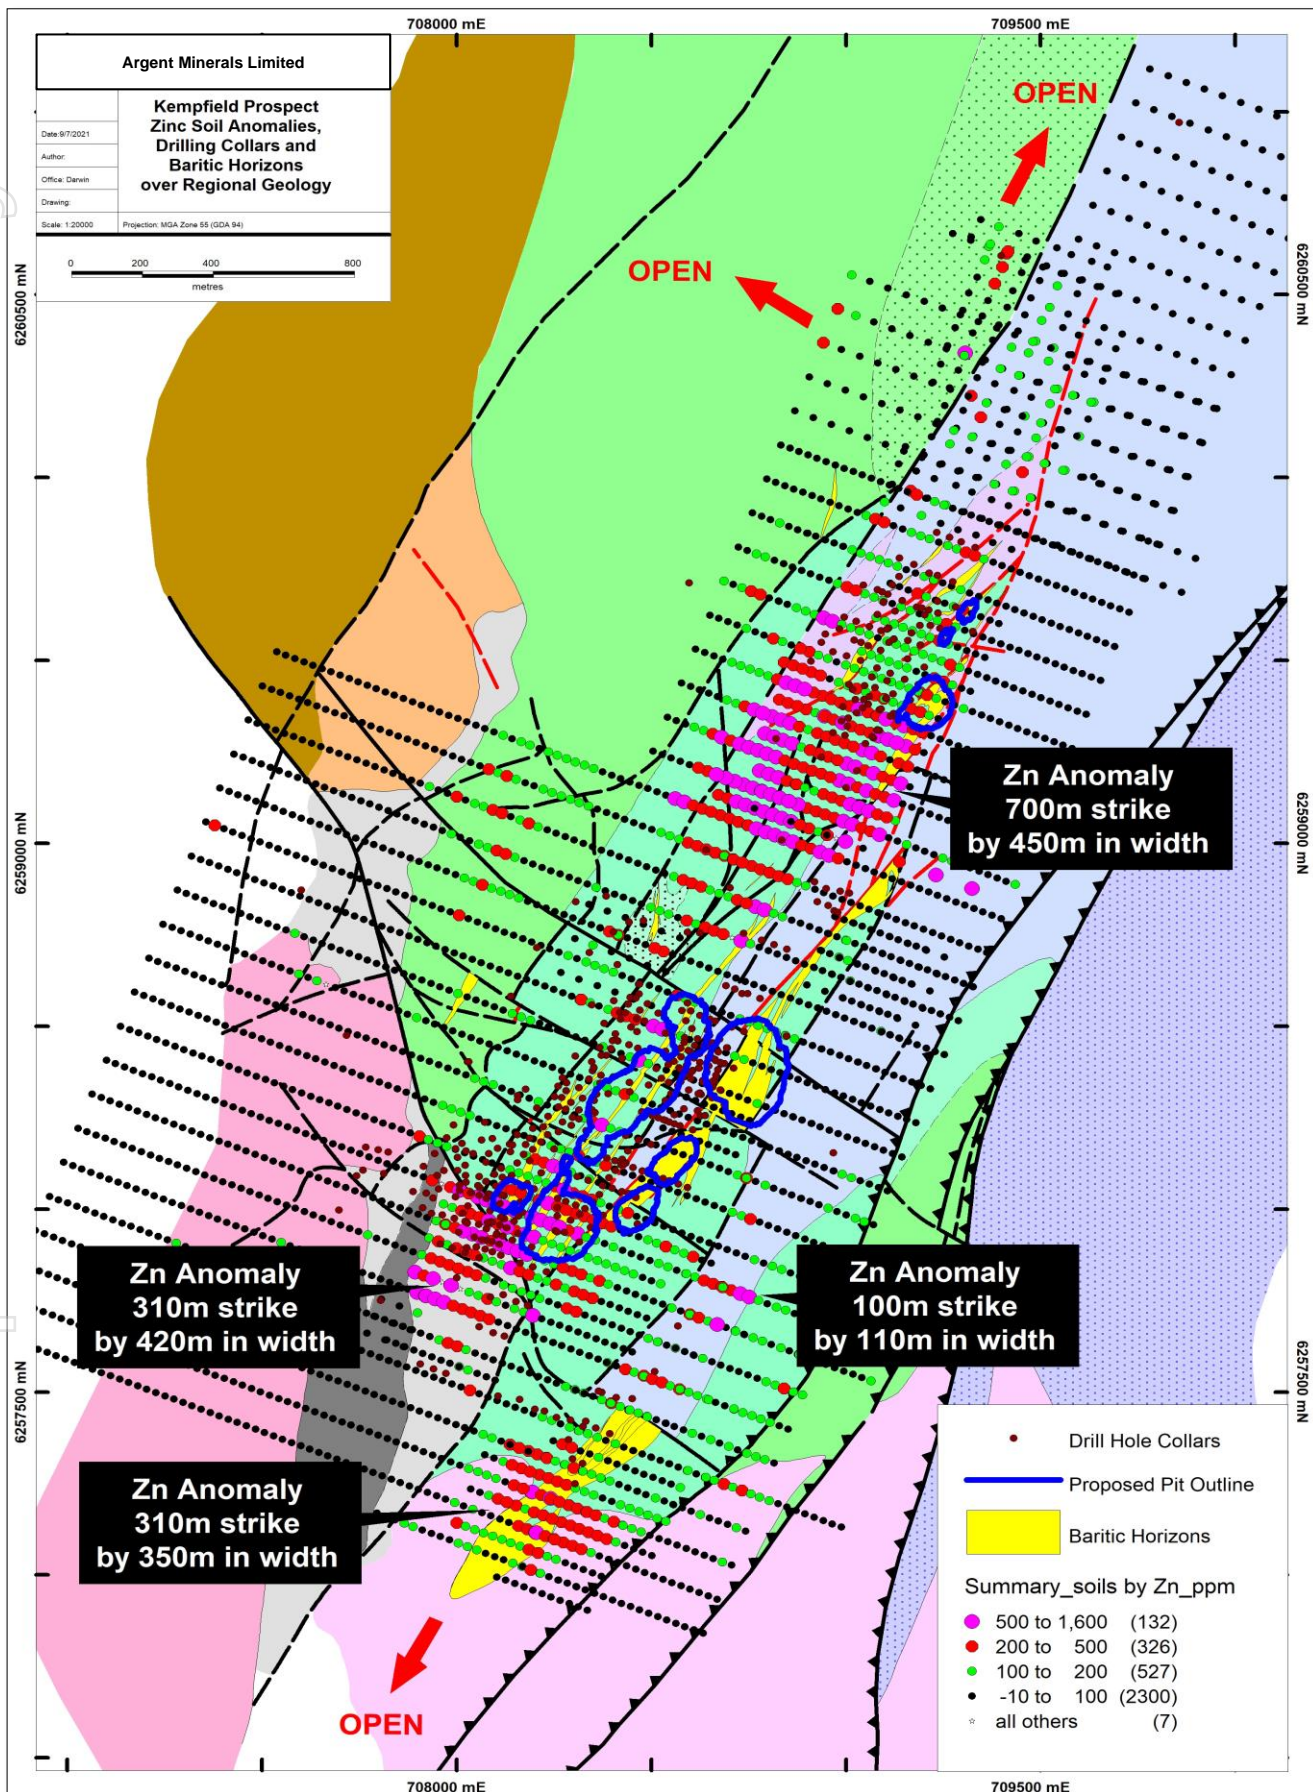 708000 mE
709500 mE
Argent Minerals Limited
Kempfield Prospect
Zinc Soil Anomalies,
Drilling Collars and
Baritic Horizons
over Regional Geology
Date:9/7/2021
Author:
Office: Darwin
Drawing:
Scale: 1:20000
Projection: MGA Zone 55 (GDA 94)
0 200 400 800
metres
OPEN
OPEN
6260500 mN
6260500 mN
Zn Anomaly
700m strike
by 450m in width
6259000 mN
6259000 mN
Zn Anomaly
310m strike
by 420m in width
Zn Anomaly
100m strike
by 110m in width
6257500 mN
6257500 mN
Zn Anomaly
310m strike
by 350m in width
OPEN
Drill Hole Collars
Proposed Pit Outline
Baritic Horizons
Summary_soils by Zn_ppm
500 to 1,600 (132)
200 to 500 (326)
100 to 200 (527)
-10 to 100 (2300)
all others (7)
708000 mE
709500 mE